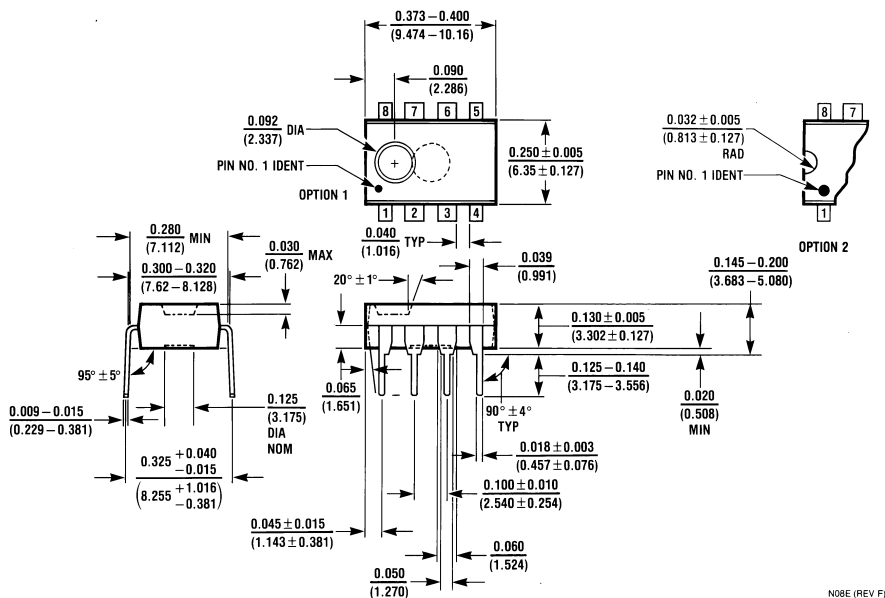 0.373–0.400
(9.474–10.16)
0.090
(2.286)
8 7 6 5
0.092
(2.337) DIA
PIN NO. 1 IDENT
OPTION 1
0.250 ± 0.005
(6.35 ± 0.127)
1 2 3 4
8 7
0.032 ± 0.005
(0.813 ± 0.127)
RAD
PIN NO. 1 IDENT
1
OPTION 2
0.280
(7.112) MIN
0.300–0.320
(7.62–8.128)
0.030
(0.762) MAX
0.040
(1.016) TYP
0.039
(0.991)
20° ±1°
0.145–0.200
(3.683–5.080)
0.130 ± 0.005
(3.302 ± 0.127)
0.125–0.140
(3.175–3.556)
0.020
(0.508)
MIN
95° ±5°
0.009–0.015
(0.229–0.381)
0.125
(3.175)
DIA
NOM
0.065
(1.651)
90° ±4°
TYP
0.018 ± 0.003
(0.457 ± 0.076)
0.325 +0.040
−0.015
(8.255 +1.016
−0.381)
0.100 ± 0.010
(2.540 ± 0.254)
0.045 ± 0.015
(1.143 ± 0.381)
0.060
(1.524)
0.050
(1.270)
N08E (REV F)